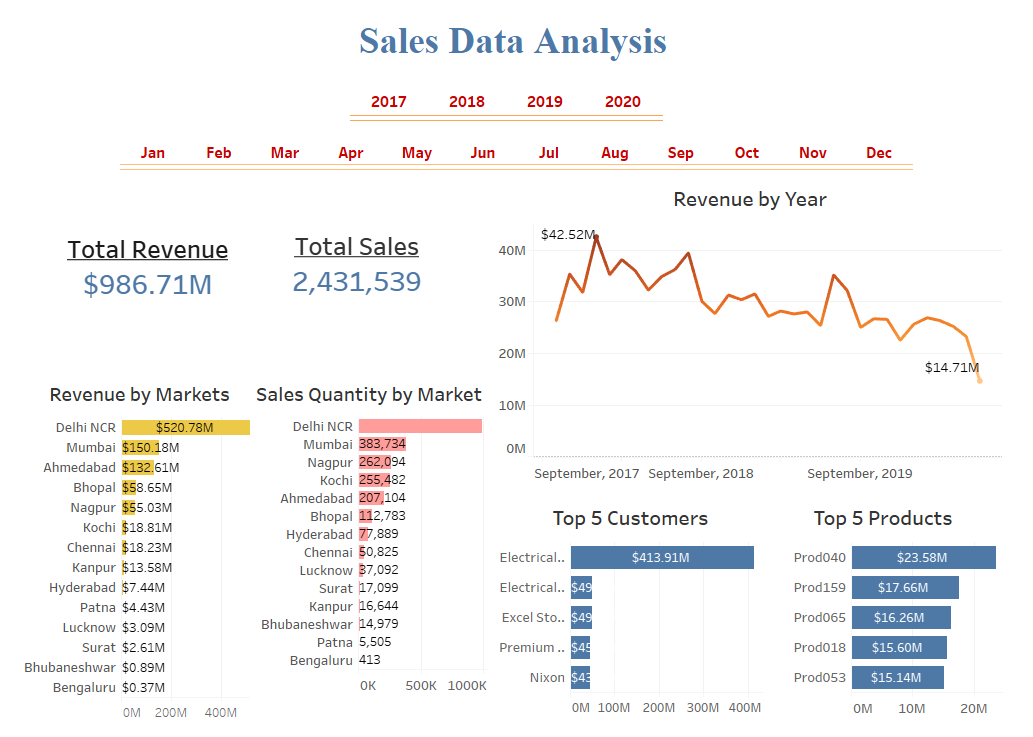 Sales Data Analysis
2017 2018 2019 2020
Jan Feb Mar Apr May Jun Jul Aug Sep Oct Nov Dec
Total Revenue
$986.71M
Total Sales
2,431,539
Revenue by Year
$42.52M
$14.71M
40M
30M
20M
10M
0M
September, 2017 September, 2018 September, 2019
Revenue by Markets
Delhi NCR $520.78M
Mumbai $150.18M
Ahmedabad $132.61M
Bhopal $58.65M
Nagpur $55.03M
Kochi $18.81M
Chennai $18.23M
Kanpur $13.58M
Hyderabad $7.44M
Patna $4.43M
Lucknow $3.09M
Surat $2.61M
Bhubaneshwar $0.89M
Bengaluru $0.37M
0M 200M 400M
Sales Quantity by Market
Delhi NCR
Mumbai 383,734
Nagpur 262,094
Kochi 255,482
Ahmedabad 207,104
Bhopal 112,783
Hyderabad 77,889
Chennai 50,825
Lucknow 37,092
Surat 17,099
Kanpur 16,644
Bhubaneshwar 14,979
Patna 5,505
Bengaluru 413
0K 500K 1000K
Top 5 Customers
Electrical.. $413.91M
Electrical.. $49
Excel Sto.. $49
Premium .. $45
Nixon $43
0M 100M 200M 300M 400M
Top 5 Products
Prod040 $23.58M
Prod159 $17.66M
Prod065 $16.26M
Prod018 $15.60M
Prod053 $15.14M
0M 10M 20M